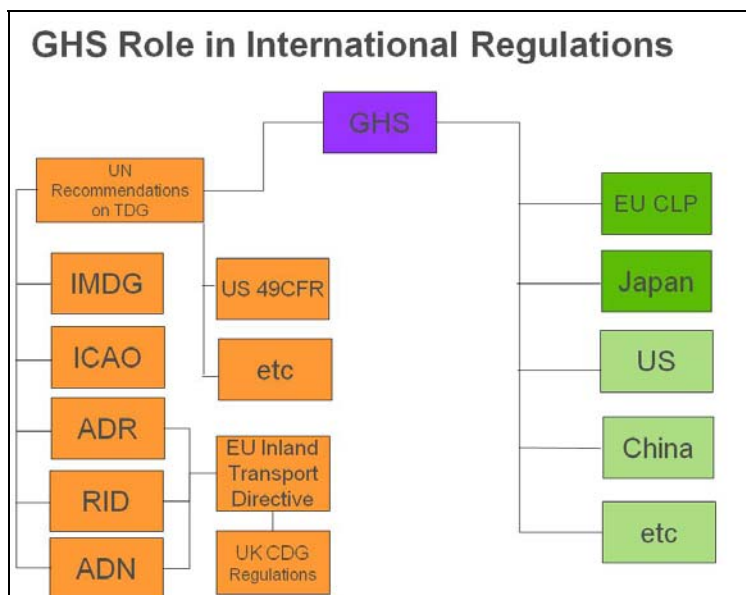 GHS Role in International Regulations
GHS
UN
Recommendations
on TDG
IMDG
ICAO
ADR
RID
ADN
US 49CFR
etc
EU Inland
Transport
Directive
UK CDG
Regulations
EU CLP
Japan
US
China
etc